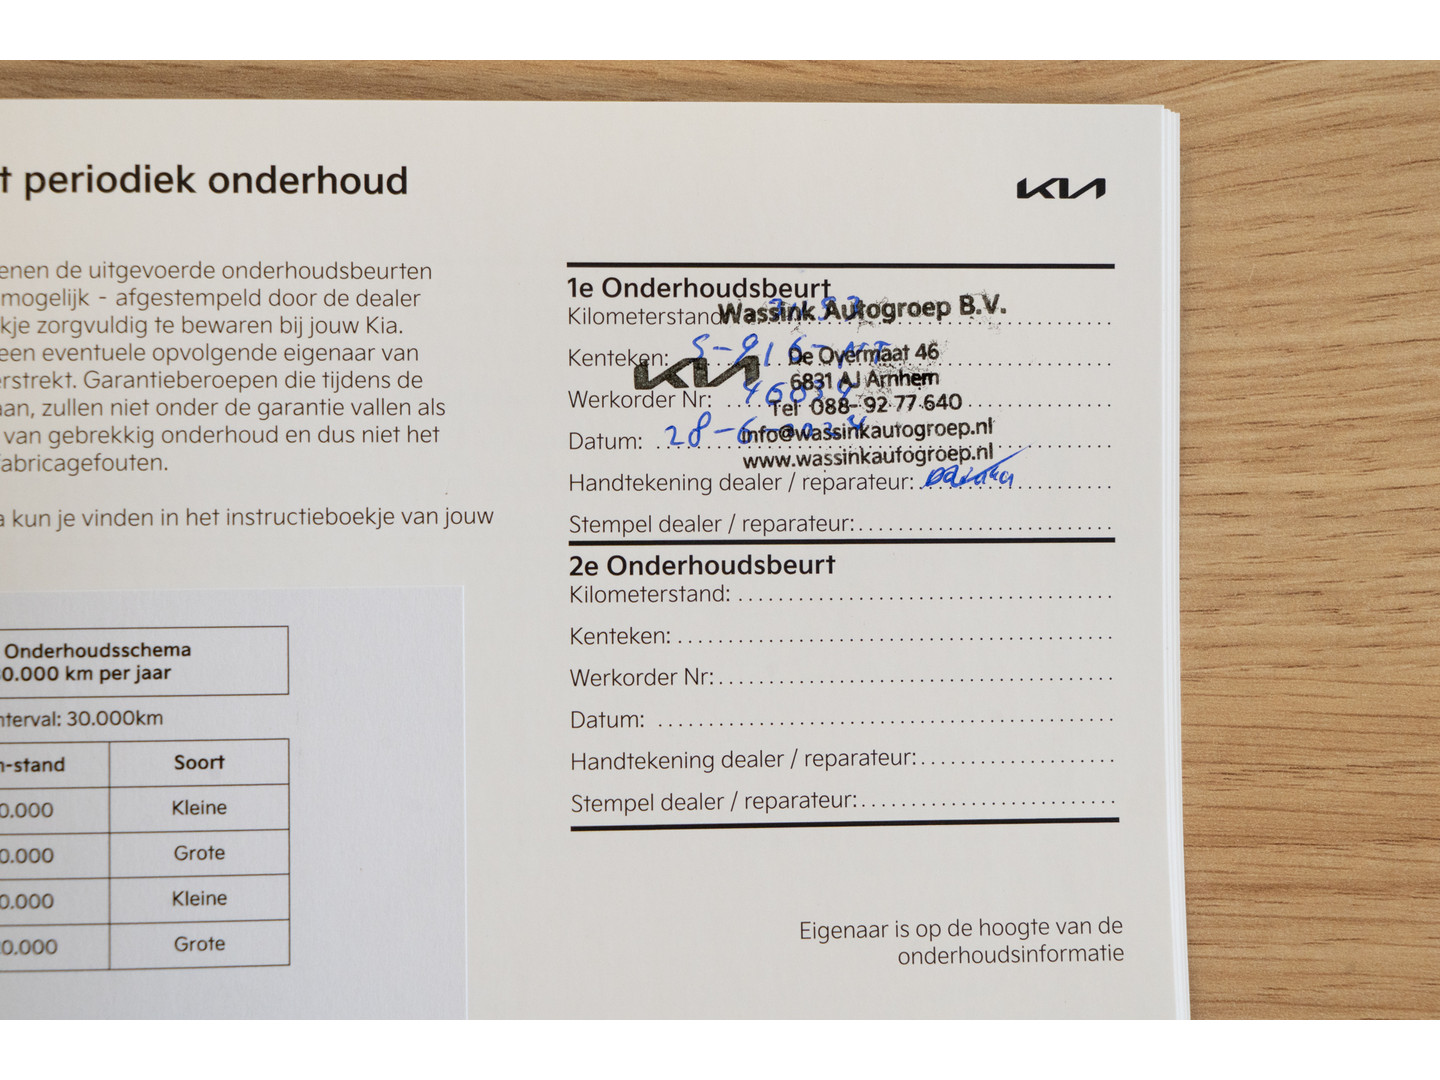 t periodiek onderhoud
KIA
enen de uitgevoerde onderhoudsbeurten
mogelijk - afgestempeld door de dealer
kje zorgvuldig te bewaren bij jouw Kia.
een eventuele opvolgende eigenaar van
erstrekt. Garantieberoepen die tijdens de
aan, zullen niet onder de garantie vallen als
van gebrekkig onderhoud en dus niet het
fabricagefouten.
a kun je vinden in het instructieboekje van jouw
Onderhoudsschema
0.000 km per jaar
nterval: 30.000km
n-stand Soort
0.000 Kleine
0.000 Grote
0.000 Kleine
0.000 Grote
1e Onderhoudsbeurt
Kilometerstand
Wassink Autogroep B.V.
Kenteken:
KIA
De Overmaat 46
6831 AJ Arnhem
Werkorder Nr:
Tel 088- 92 77 640
Datum: 28-6-
info@wassinkautogroep.nl
www.wassinkautogroep.nl
Handtekening dealer / reparateur:
Stempel dealer / reparateur:
2e Onderhoudsbeurt
Kilometerstand:
Kenteken:
Werkorder Nr:
Datum:
Handtekening dealer / reparateur:
Stempel dealer / reparateur:
Eigenaar is op de hoogte van de
onderhoudsinformatie